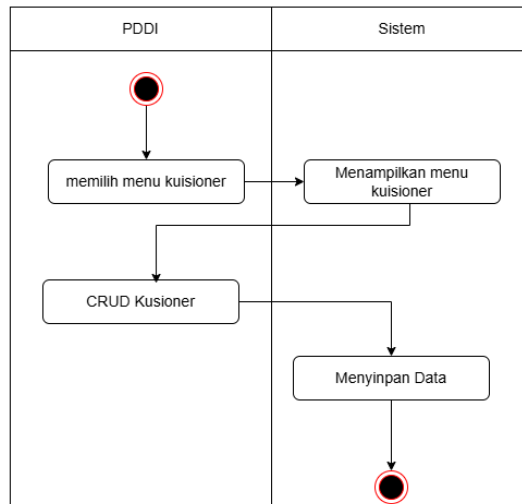 PDDI
Sistem
memilih menu kuisioner
Menampilkan menu
kuisioner
CRUD Kusioner
Menyinpan Data